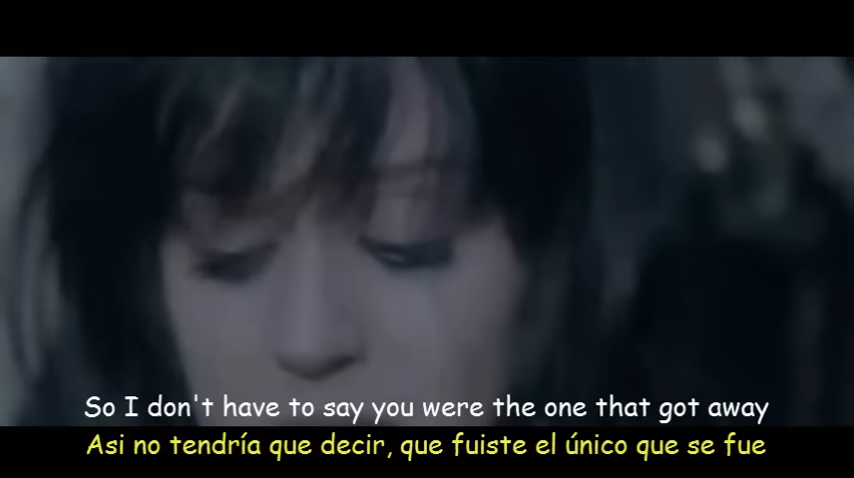 So I don't have to say you were the one that got away
Asi no tendría que decir, que fuiste el único que se fue